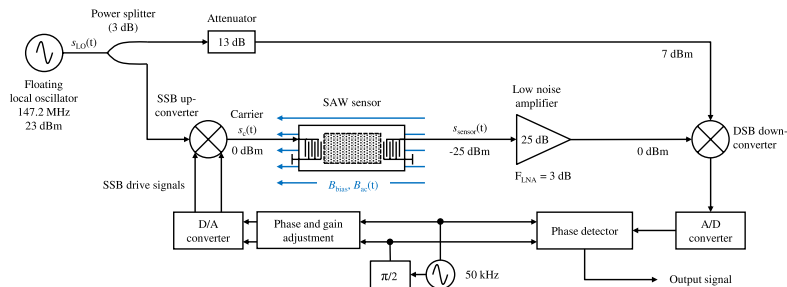 Power splitter
(3 dB)
Attenuator
s_LO(t)
13 dB
7 dBm
Floating
local oscillator
147.2 MHz
23 dBm
SSB up-
converter
Carrier
s_c(t)
0 dBm
SAW sensor
s_sensor(t)
-25 dBm
Low noise
amplifier
25 dB
F_LNA = 3 dB
0 dBm
DSB down-
converter
SSB drive signals
B_bias, B_ac(t)
D/A
converter
Phase and gain
adjustment
Phase detector
A/D
converter
π/2
50 kHz
Output signal